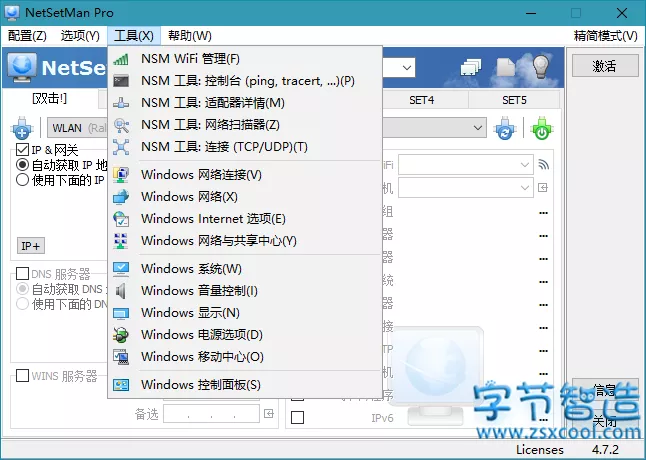 NetSetMan Pro
配置(Z) 选项(Y) 工具(X) 帮助(W) 精简模式(V)
NetSetM
激活
[双击!] SET4 SET5
WLAN (Ral
IP & 网关
自动获取 IP 地
使用下面的 IP
IP+
DNS 服务器
自动获取 DNS
使用下面的 DN
WINS 服务器
备选
NSM WiFi 管理(F)
NSM 工具: 控制台 (ping, tracert, ...)(P)
NSM 工具: 适配器详情(M)
NSM 工具: 网络扫描器(Z)
NSM 工具: 连接 (TCP/UDP)(T)
Windows 网络连接(V)
Windows 网络(X)
Windows Internet 选项(E)
Windows 网络与共享中心(Y)
Windows 系统(W)
Windows 音量控制(I)
Windows 显示(N)
Windows 电源选项(D)
Windows 移动中心(O)
Windows 控制面板(S)
Fi
机
组
器
器
统
器
接
TP
机
程序
IPv6
信息
关闭
字节智造
www.zsxcool.com
Licenses 4.7.2